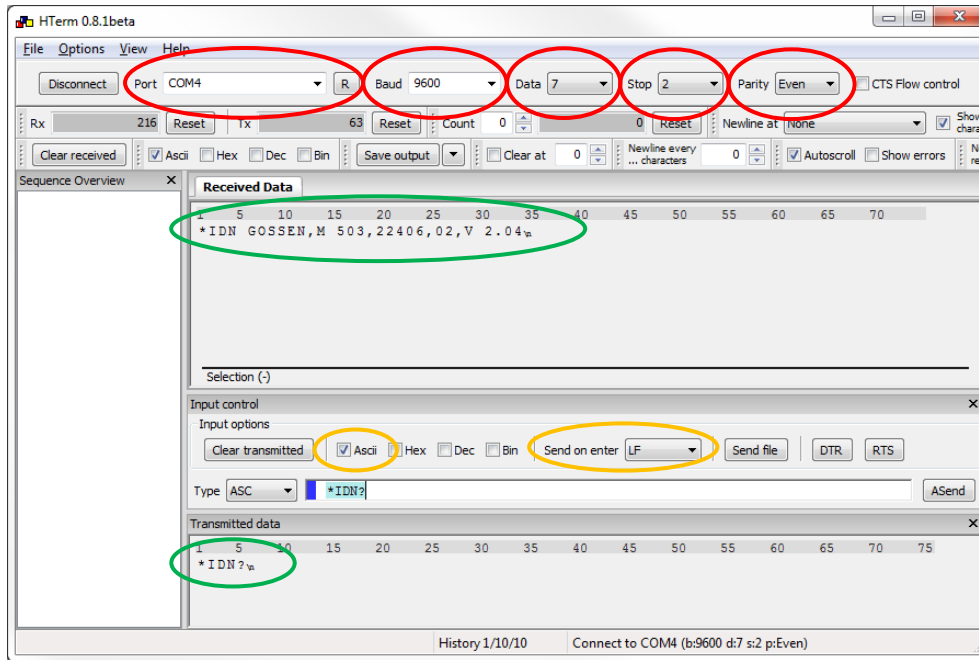 HTerm 0.8.1beta
File Options View Help
Disconnect Port COM4 R Baud 9600 Data 7 Stop 2 Parity Even CTS Flow control
Rx 216 Reset Tx 63 Reset Count 0 0 Reset Newline at None Show
chara
Clear received Ascii Hex Dec Bin Save output Clear at 0 Newline every
... characters 0 Autoscroll Show errors N
re
Sequence Overview X
Received Data
1 5 10 15 20 25 30 35 40 45 50 55 60 65 70
*IDN GOSSEN,M 503,22406,02,V 2.04\n
Selection (-)
Input control X
Input options
Clear transmitted Ascii Hex Dec Bin Send on enter LF Send file DTR RTS
Type ASC *IDN? ASend
Transmitted data X
1 5 10 15 20 25 30 35 40 45 50 55 60 65 70 75
*IDN?\n
History 1/10/10 Connect to COM4 (b:9600 d:7 s:2 p:Even)